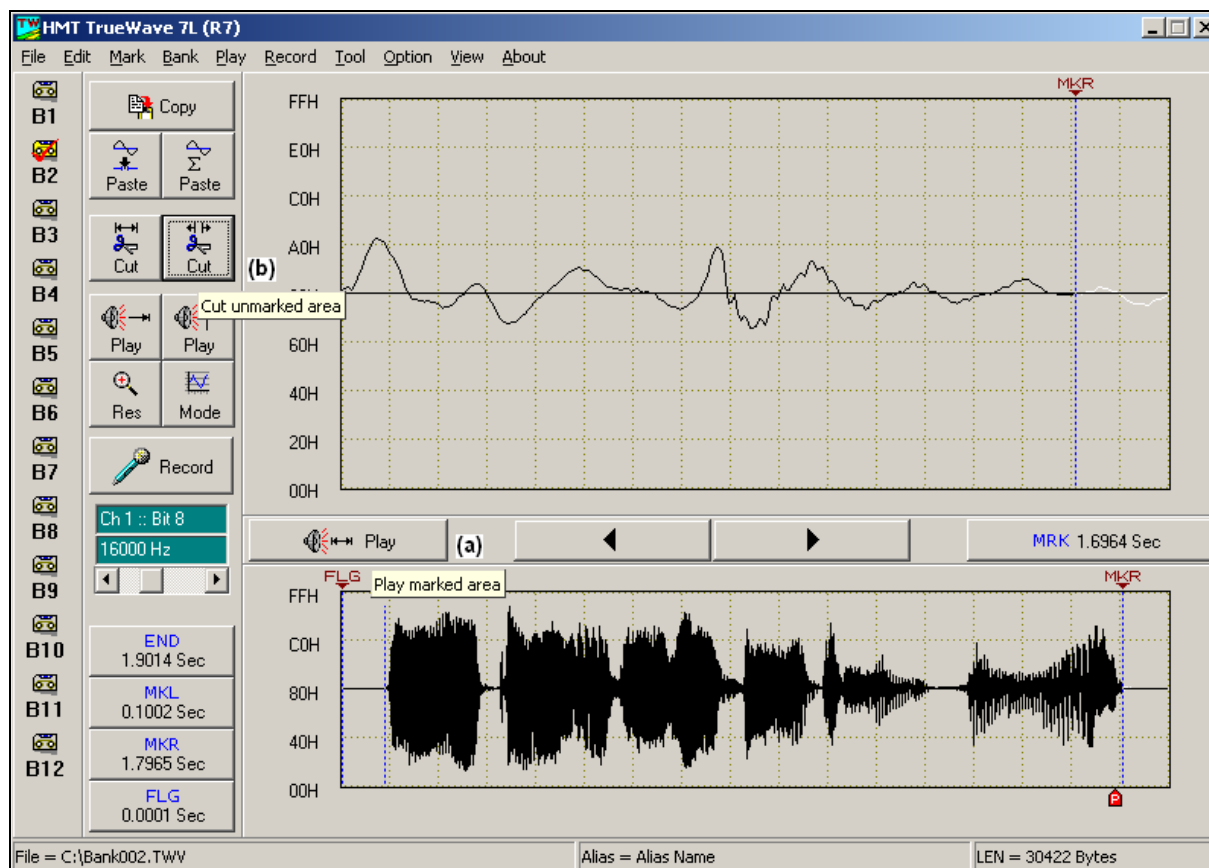 HMT TrueWave 7L (R7)
File Edit Mark Bank Play Record Tool Option View About
B1
B2
B3
B4
B5
B6
B7
B8
B9
B10
B11
B12
Copy
Paste Paste
Cut Cut
(b)
Cut unmarked area
Play Play
Res Mode
Record
Ch 1 :: Bit 8
16000 Hz
END
1.9014 Sec
MKL
0.1002 Sec
MKR
1.7965 Sec
FLG
0.0001 Sec
MKR
FFH
E0H
C0H
A0H
60H
40H
20H
00H
Play
(a)
MRK 1.6964 Sec
Play marked area
FLG MKR
FFH
C0H
80H
40H
00H
P
File = C:\Bank002.TWV Alias = Alias Name LEN = 30422 Bytes